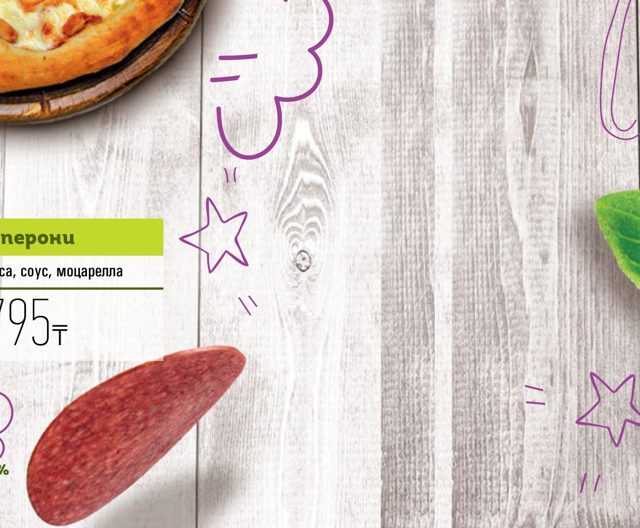 перони
са, соус, моцарелла
795₸
%